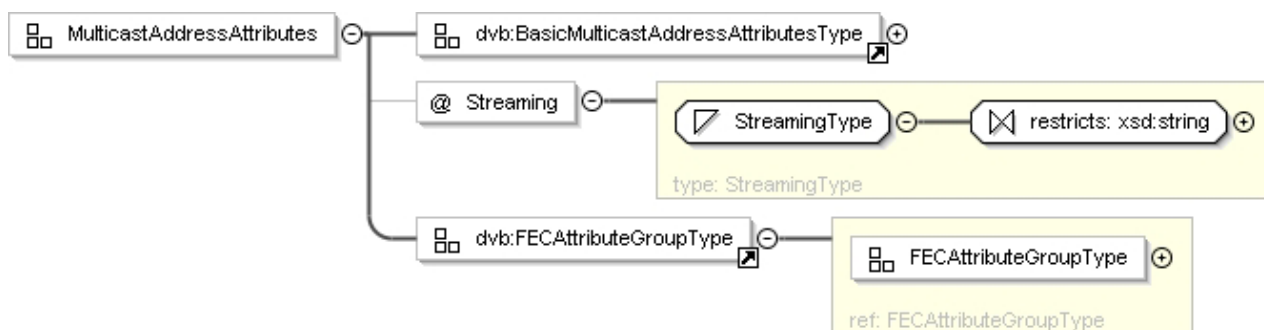 MulticastAddressAttributes
dvb:BasicMulticastAddressAttributesType
@ Streaming
StreamingType
restricts: xsd:string
type: StreamingType
dvb:FECAttributeGroupType
FECAttributeGroupType
ref: FECAttributeGroupType